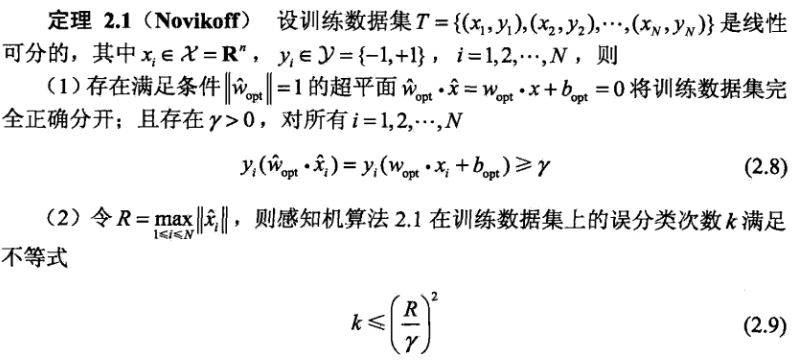 定理 2.1（Novikoff） 设训练数据集 T = {(x₁, y₁), (x₂, y₂), ⋯, (x_N, y_N)} 是线性
可分的，其中 xᵢ ∈ 𝒳 = Rⁿ， yᵢ ∈ 𝒴 = {−1, +1}， i = 1, 2, ⋯, N ，则
（1）存在满足条件 ‖ŵ_opt‖ = 1 的超平面 ŵ_opt • x̂ = w_opt • x + b_opt = 0 将训练数据集完
全正确分开；且存在 γ > 0，对所有 i = 1, 2, ⋯, N
yᵢ(ŵ_opt • x̂ᵢ) = yᵢ(w_opt • xᵢ + b_opt) ⩾ γ (2.8)
（2）令 R = max_{1≤i≤N} ‖x̂ᵢ‖，则感知机算法 2.1 在训练数据集上的误分类次数 k 满足
不等式
k ⩽ (R/γ)² (2.9)